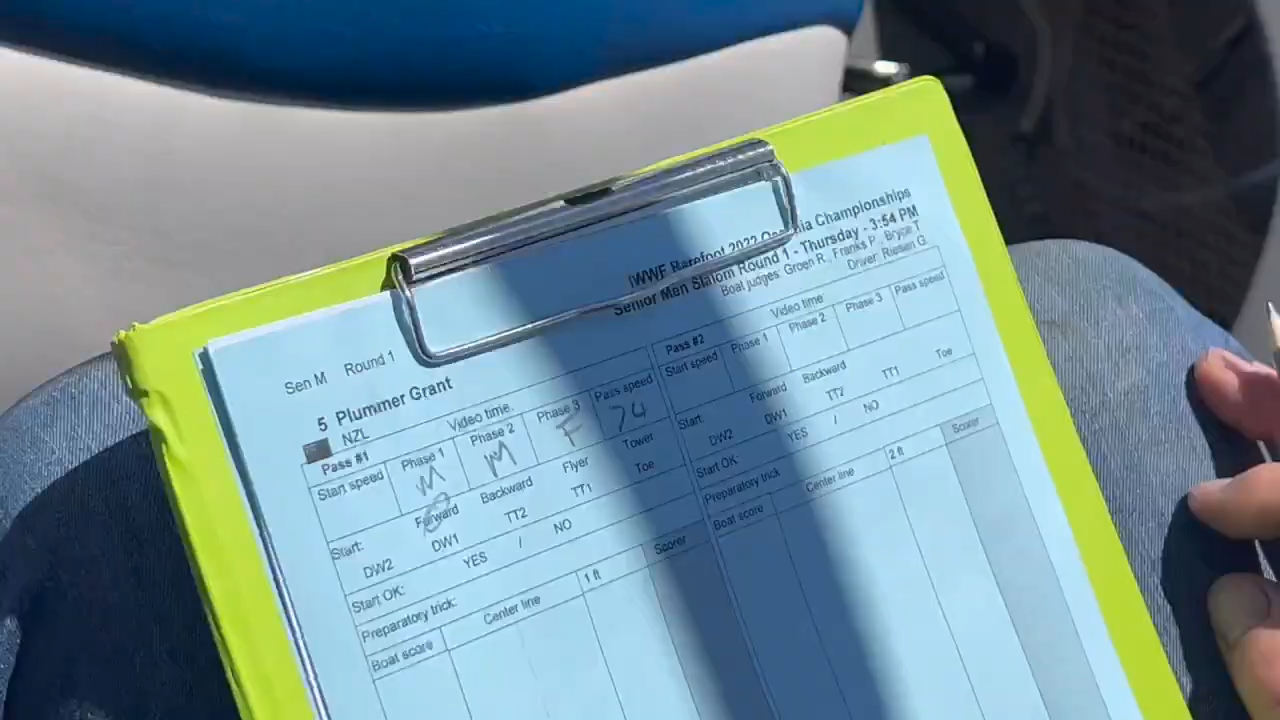 IWWF Barefoot 2022 Oceania Championships
Senior Men Slalom Round 1 - Thursday - 3:54 PM
Boat judges: Groen R., Franks P., Bryce T
Driver: Riesen G.
Sen M Round 1
5 Plummer Grant
NZL Video time:
Pass #1
Start speed Phase 1 Phase 2 Phase 3 Pass speed
M M F 74
Start: Forward Backward Flyer Tower
8
DW2 DW1 TT2 TT1 Toe
Start OK: YES / NO
Preparatory trick:
Boat score Center line 1 ft Scorer
Pass #2 Video time
Start speed Phase 1 Phase 2 Phase 3 Pass speed
Start: Forward Backward
DW2 DW1 TT2 TT1 Toe
Start OK: YES / NO
Preparatory trick
Boat score Center line 2 ft Scorer